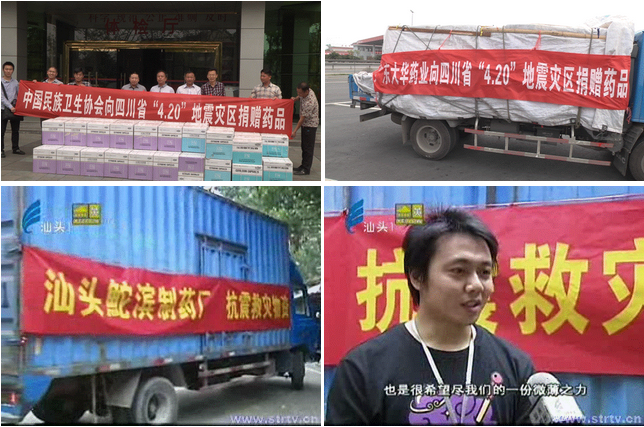 中国民族卫生协会向四川省“4.20”地震灾区捐赠药品
东大华药业向四川省“4.20”地震灾区捐赠药品
汕头1
汕头鮀滨制药厂 抗震救灾物资
www.strtv.cn
汕头1
抗震救灾
也是很希望尽我们的一份微薄之力
www.strtv.cn